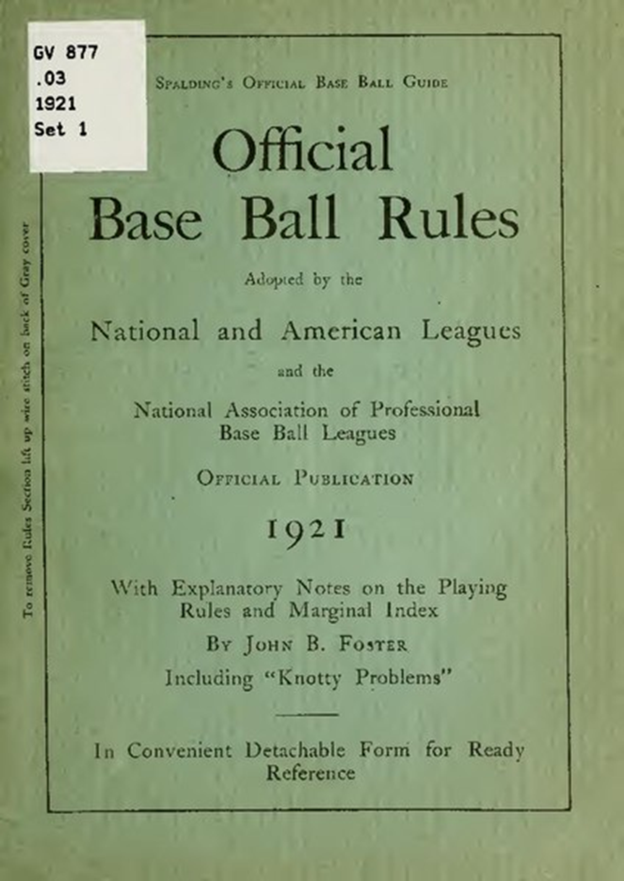 GV 877
.03
1921
Set 1
Spalding's Official Base Ball Guide
Official
Base Ball Rules
Adopted by the
National and American Leagues
and the
National Association of Professional
Base Ball Leagues
Official Publication
1921
With Explanatory Notes on the Playing
Rules and Marginal Index
By John B. Foster
Including "Knotty Problems"
In Convenient Detachable Form for Ready
Reference
To remove Rules Section lift up wire stitch on back of Gray cover